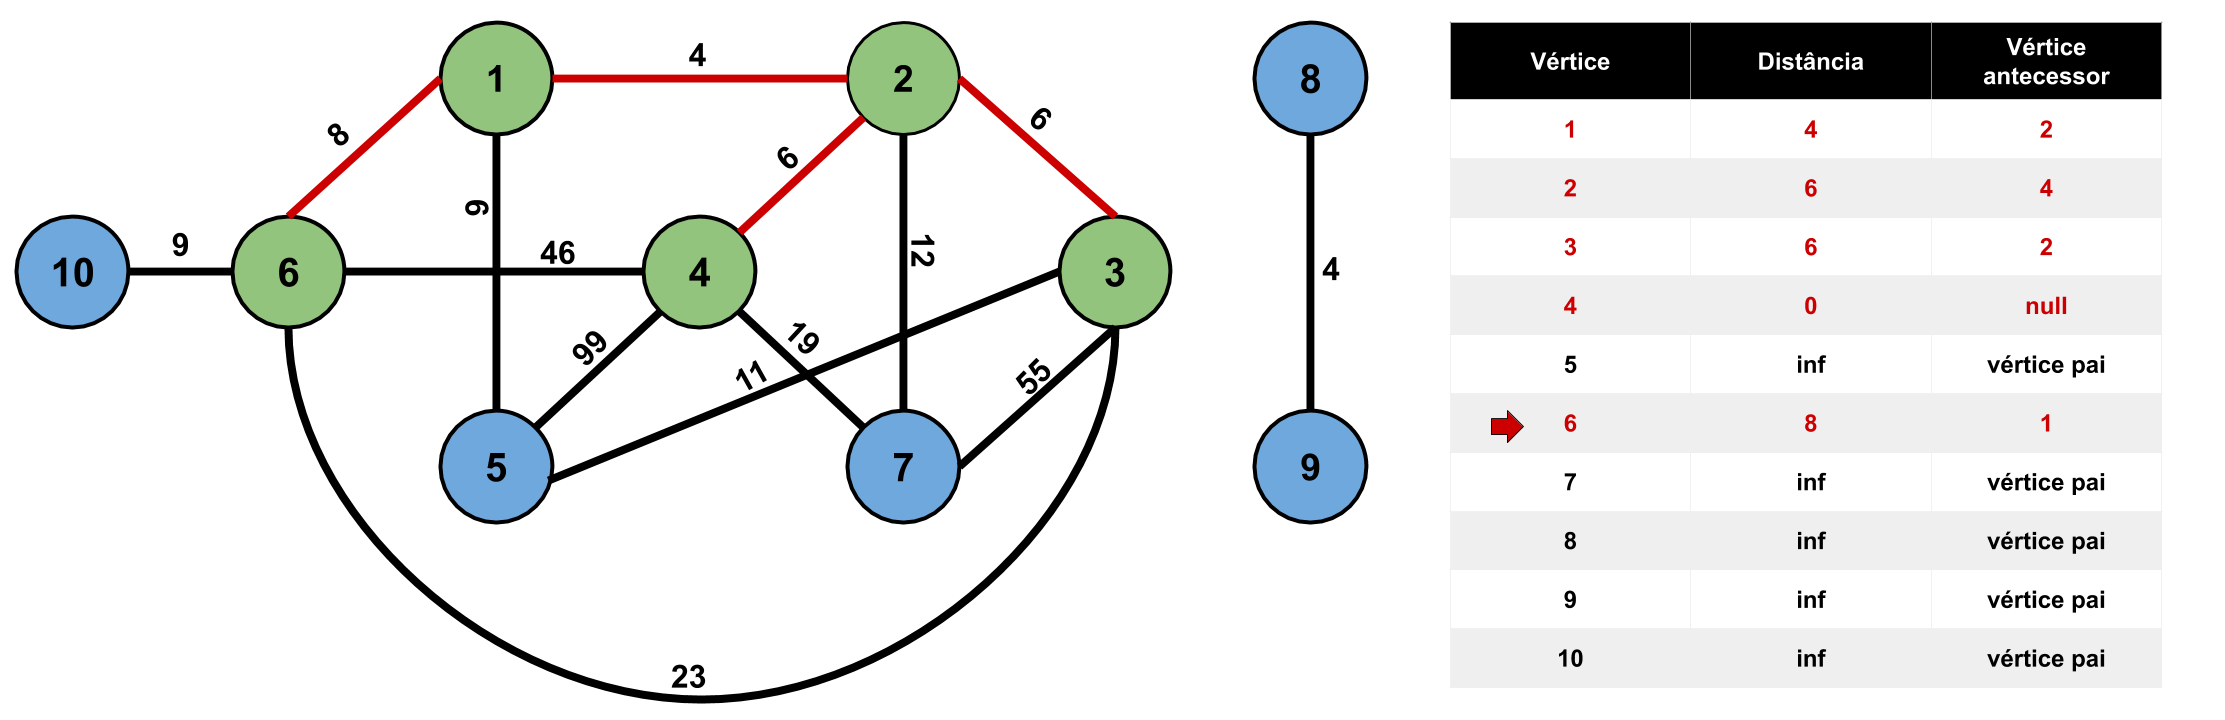 1
4
2
8
6
8
6
9
10
9
6
46
4
12
3
4
99
19
11
55
5
7
9
23
Vértice Distância Vértice antecessor
1 4 2
2 6 4
3 6 2
4 0 null
5 inf vértice pai
6 8 1
7 inf vértice pai
8 inf vértice pai
9 inf vértice pai
10 inf vértice pai